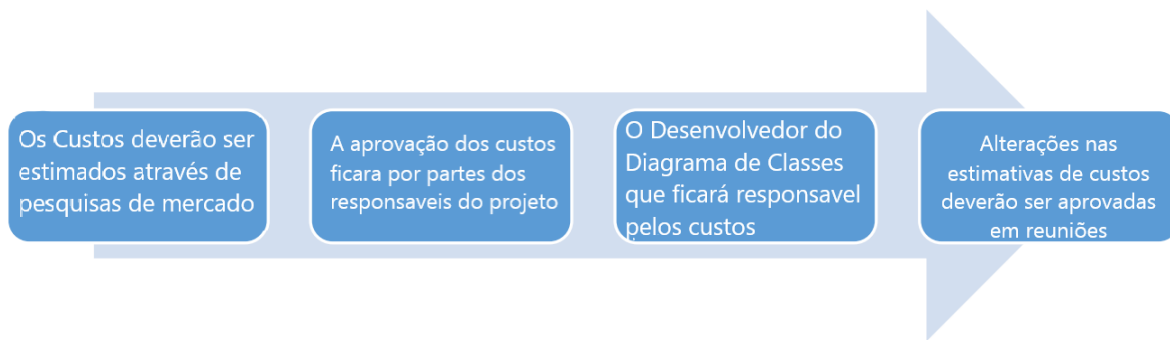 Os Custos deverão ser
estimados através de
pesquisas de mercado
A aprovação dos custos
ficara por partes dos
responsaveis do projeto
O Desenvolvedor do
Diagrama de Classes
que ficará responsavel
pelos custos
Alterações nas
estimativas de custos
deverão ser aprovadas
em reuniões